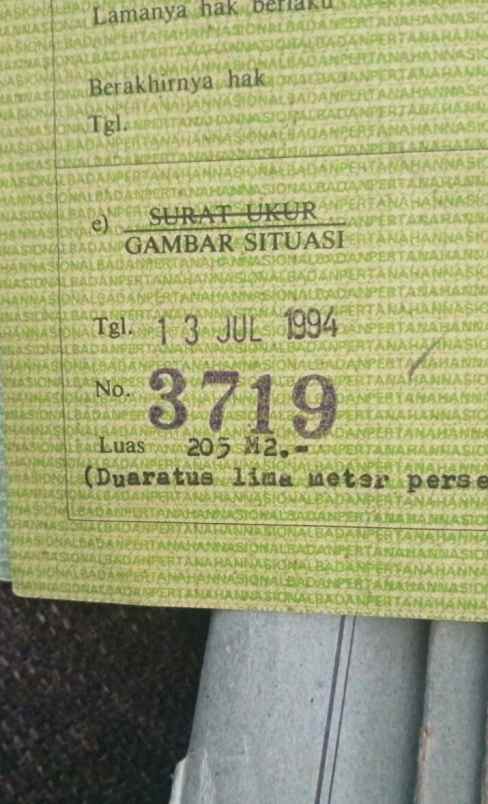 Lamanya hak berlaku
Berakhirnya hak
Tgl.
e) SURAT UKUR
GAMBAR SITUASI
Tgl. 13 JUL 1994
No. 3719
Luas 205 M2.-
(Duaratus lima meter perse